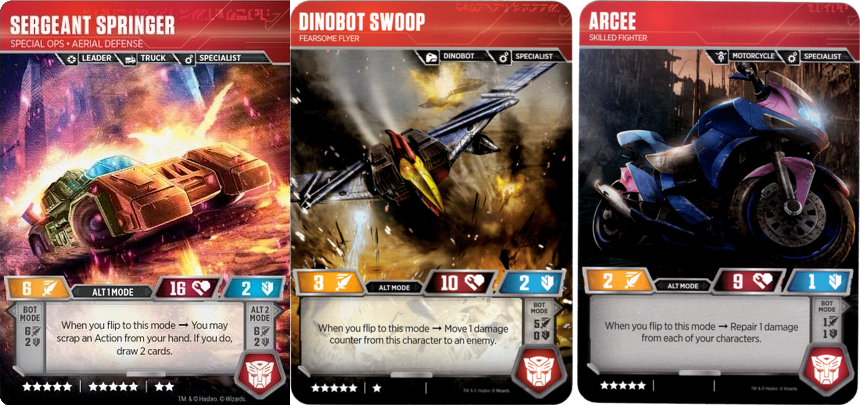 SERGEANT SPRINGER
SPECIAL OPS • AERIAL DEFENSE
LEADER TRUCK SPECIALIST
6 ALT 1 MODE 16 2
BOT MODE
6
2
When you flip to this mode → You may
scrap an Action from your hand. If you do,
draw 2 cards.
ALT 2 MODE
6
2
TM & © Hasbro. © Wizards.
DINOBOT SWOOP
FEARSOME FLYER
DINOBOT SPECIALIST
3 ALT MODE 10 2
When you flip to this mode → Move 1 damage
counter from this character to an enemy.
BOT MODE
5
0
TM & © Hasbro. © Wizards.
ARCEE
SKILLED FIGHTER
MOTORCYCLE SPECIALIST
2 ALT MODE 9 1
When you flip to this mode → Repair 1 damage
from each of your characters.
BOT MODE
1
1
TM & © Hasbro. © Wizards.